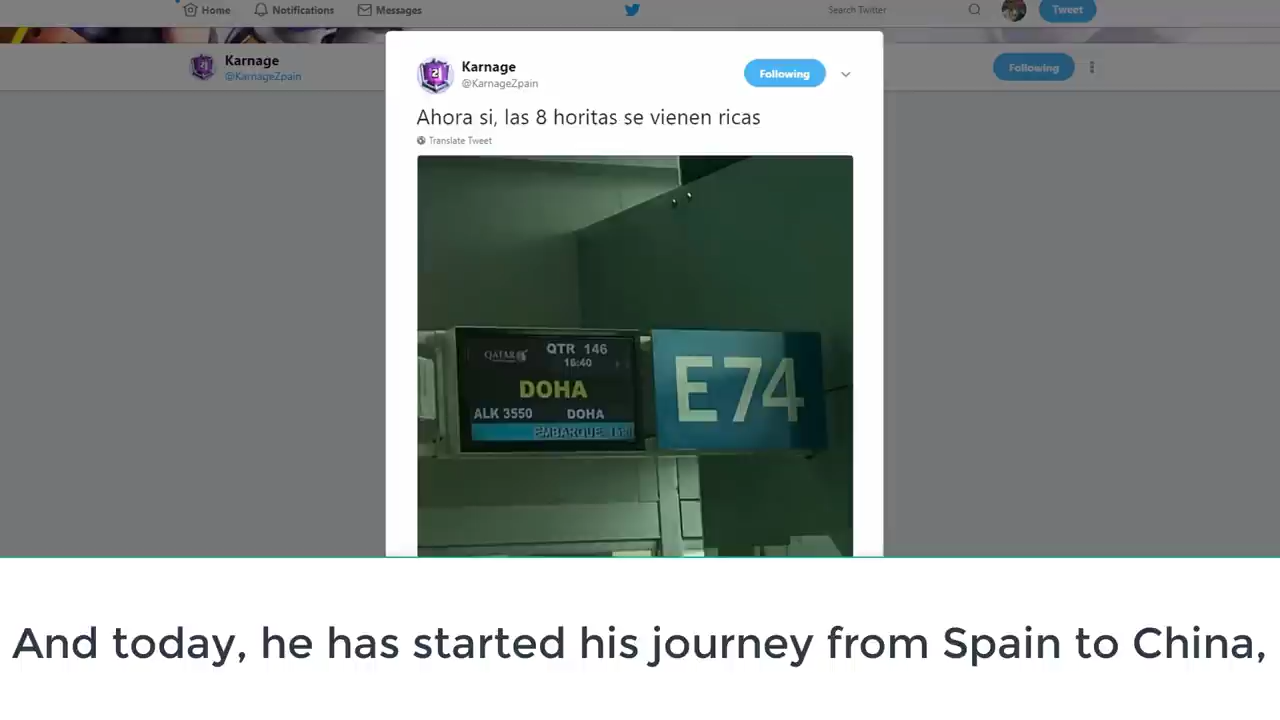 Home
Notifications
Messages
Search Twitter
Tweet
Karnage
@KarnageZpain
Following
Karnage
@KarnageZpain
Following
Ahora si, las 8 horitas se vienen ricas
Translate Tweet
QATAR
QTR 146
16:40
DOHA
ALK 3550 DOHA
EMBARQUE
E74
And today, he has started his journey from Spain to China,